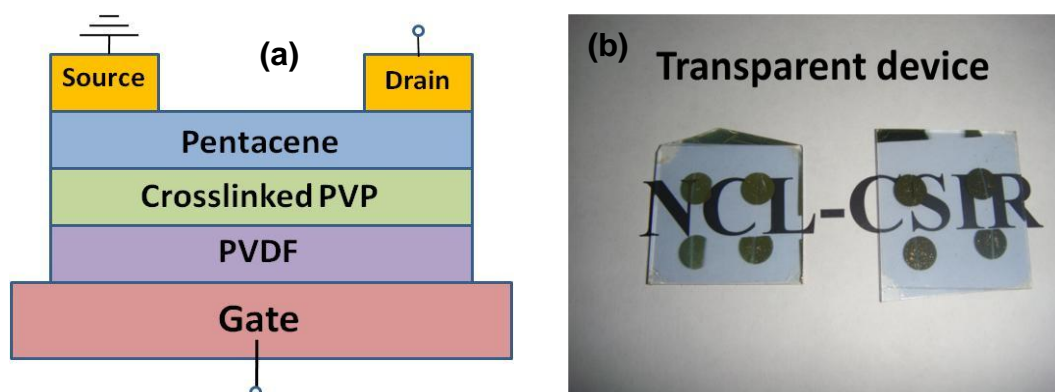 (a)
Source
Drain
Pentacene
Crosslinked PVP
PVDF
Gate
(b)
Transparent device
NCL-CSIR